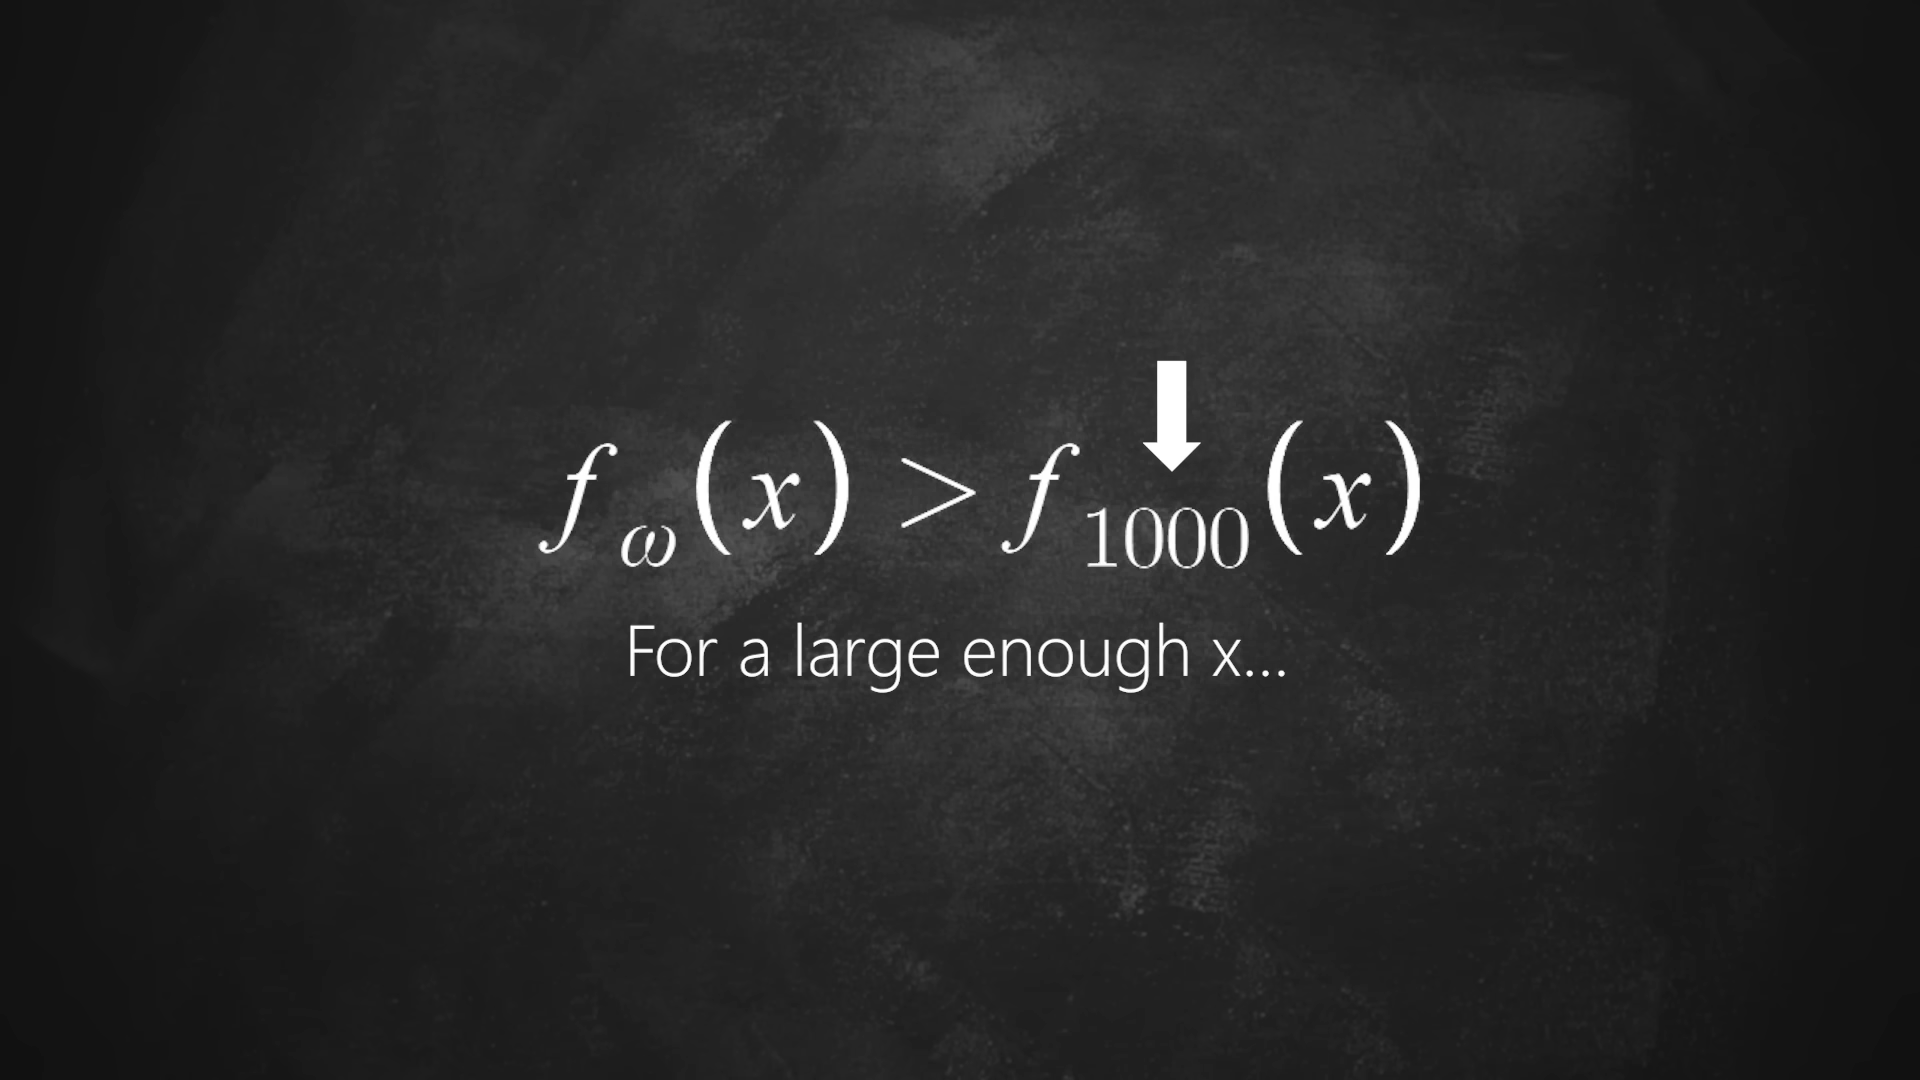 f_ω(x) > f_1000(x)
For a large enough x...